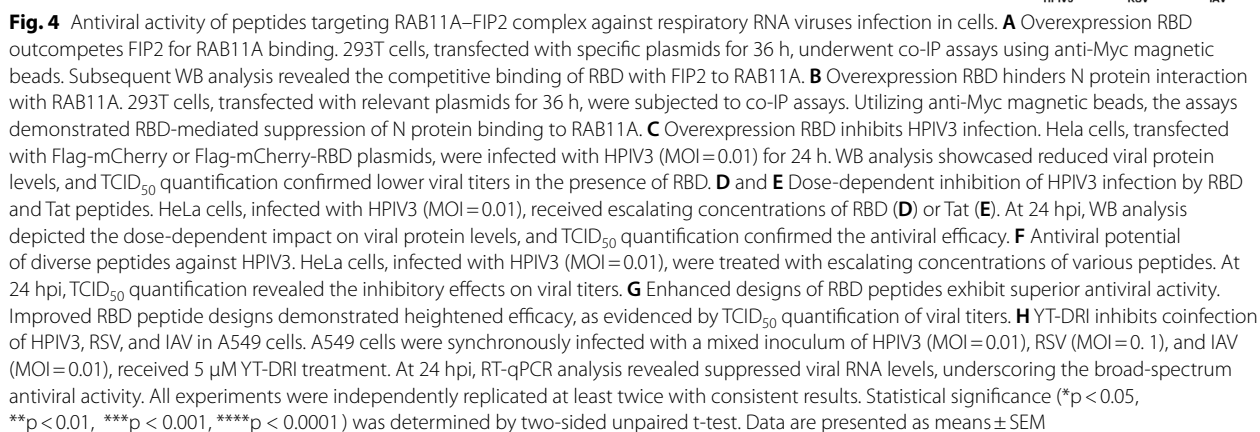 HPIV3 RSV IAV
Fig. 4 Antiviral activity of peptides targeting RAB11A–FIP2 complex against respiratory RNA viruses infection in cells. A Overexpression RBD
outcompetes FIP2 for RAB11A binding. 293T cells, transfected with specific plasmids for 36 h, underwent co-IP assays using anti-Myc magnetic
beads. Subsequent WB analysis revealed the competitive binding of RBD with FIP2 to RAB11A. B Overexpression RBD hinders N protein interaction
with RAB11A. 293T cells, transfected with relevant plasmids for 36 h, were subjected to co-IP assays. Utilizing anti-Myc magnetic beads, the assays
demonstrated RBD-mediated suppression of N protein binding to RAB11A. C Overexpression RBD inhibits HPIV3 infection. Hela cells, transfected
with Flag-mCherry or Flag-mCherry-RBD plasmids, were infected with HPIV3 (MOI = 0.01) for 24 h. WB analysis showcased reduced viral protein
levels, and TCID50 quantification confirmed lower viral titers in the presence of RBD. D and E Dose-dependent inhibition of HPIV3 infection by RBD
and Tat peptides. HeLa cells, infected with HPIV3 (MOI = 0.01), received escalating concentrations of RBD (D) or Tat (E). At 24 hpi, WB analysis
depicted the dose-dependent impact on viral protein levels, and TCID50 quantification confirmed the antiviral efficacy. F Antiviral potential
of diverse peptides against HPIV3. HeLa cells, infected with HPIV3 (MOI = 0.01), were treated with escalating concentrations of various peptides. At
24 hpi, TCID50 quantification revealed the inhibitory effects on viral titers. G Enhanced designs of RBD peptides exhibit superior antiviral activity.
Improved RBD peptide designs demonstrated heightened efficacy, as evidenced by TCID50 quantification of viral titers. H YT-DRI inhibits coinfection
of HPIV3, RSV, and IAV in A549 cells. A549 cells were synchronously infected with a mixed inoculum of HPIV3 (MOI = 0.01), RSV (MOI = 0. 1), and IAV
(MOI = 0.01), received 5 μM YT-DRI treatment. At 24 hpi, RT-qPCR analysis revealed suppressed viral RNA levels, underscoring the broad-spectrum
antiviral activity. All experiments were independently replicated at least twice with consistent results. Statistical significance (*p < 0.05,
**p < 0.01, ***p < 0.001, ****p < 0.0001) was determined by two-sided unpaired t-test. Data are presented as means ± SEM